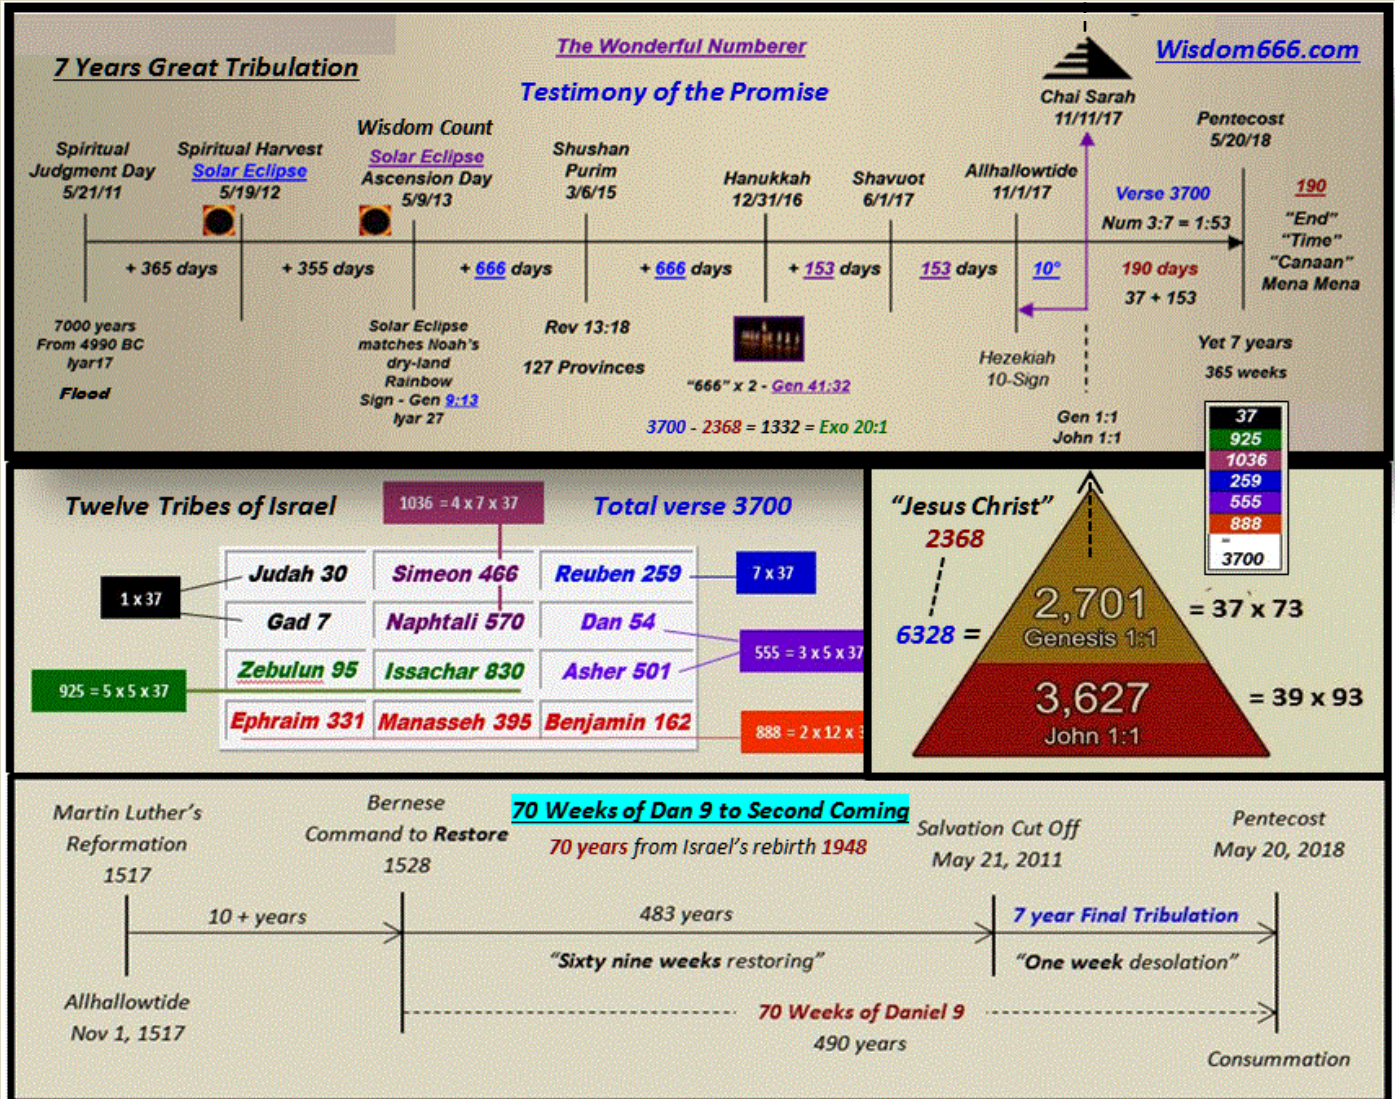 7 Years Great Tribulation
The Wonderful Numberer
Wisdom666.com
Testimony of the Promise
Chai Sarah
11/11/17
Spiritual
Judgment Day
5/21/11
Spiritual Harvest
Solar Eclipse
5/19/12
Wisdom Count
Solar Eclipse
Ascension Day
5/9/13
Shushan
Purim
3/6/15
Hanukkah
12/31/16
Shavuot
6/1/17
Allhallowtide
11/1/17
Pentecost
5/20/18
Verse 3700
Num 3:7 = 1:53
190
"End"
"Time"
"Canaan"
Mena Mena
+ 365 days
+ 355 days
+ 666 days
+ 666 days
+ 153 days
153 days
10°
190 days
37 + 153
7000 years
From 4990 BC
Iyar17
Flood
Solar Eclipse
matches Noah's
dry-land
Rainbow
Sign - Gen 9:13
Iyar 27
Rev 13:18
127 Provinces
"666" x 2 - Gen 41:32
3700 - 2368 = 1332 = Exo 20:1
Hezekiah
10-Sign
Gen 1:1
John 1:1
Yet 7 years
365 weeks
37
925
1036
259
555
888
=
3700
Twelve Tribes of Israel
1036 = 4 x 7 x 37
Total verse 3700
1 x 37
Judah 30
Simeon 466
Reuben 259
7 x 37
Gad 7
Naphtali 570
Dan 54
555 = 3 x 5 x 37
Zebulun 95
Issachar 830
Asher 501
925 = 5 x 5 x 37
Ephraim 331
Manasseh 395
Benjamin 162
888 = 2 x 12 x 3
"Jesus Christ"
2368
6328 =
2,701
Genesis 1:1
= 37 x 73
3,627
John 1:1
= 39 x 93
70 Weeks of Dan 9 to Second Coming
70 years from Israel's rebirth 1948
Martin Luther's
Reformation
1517
Bernese
Command to Restore
1528
Salvation Cut Off
May 21, 2011
Pentecost
May 20, 2018
10 + years
483 years
7 year Final Tribulation
"Sixty nine weeks restoring"
"One week desolation"
Allhallowtide
Nov 1, 1517
70 Weeks of Daniel 9
490 years
Consummation